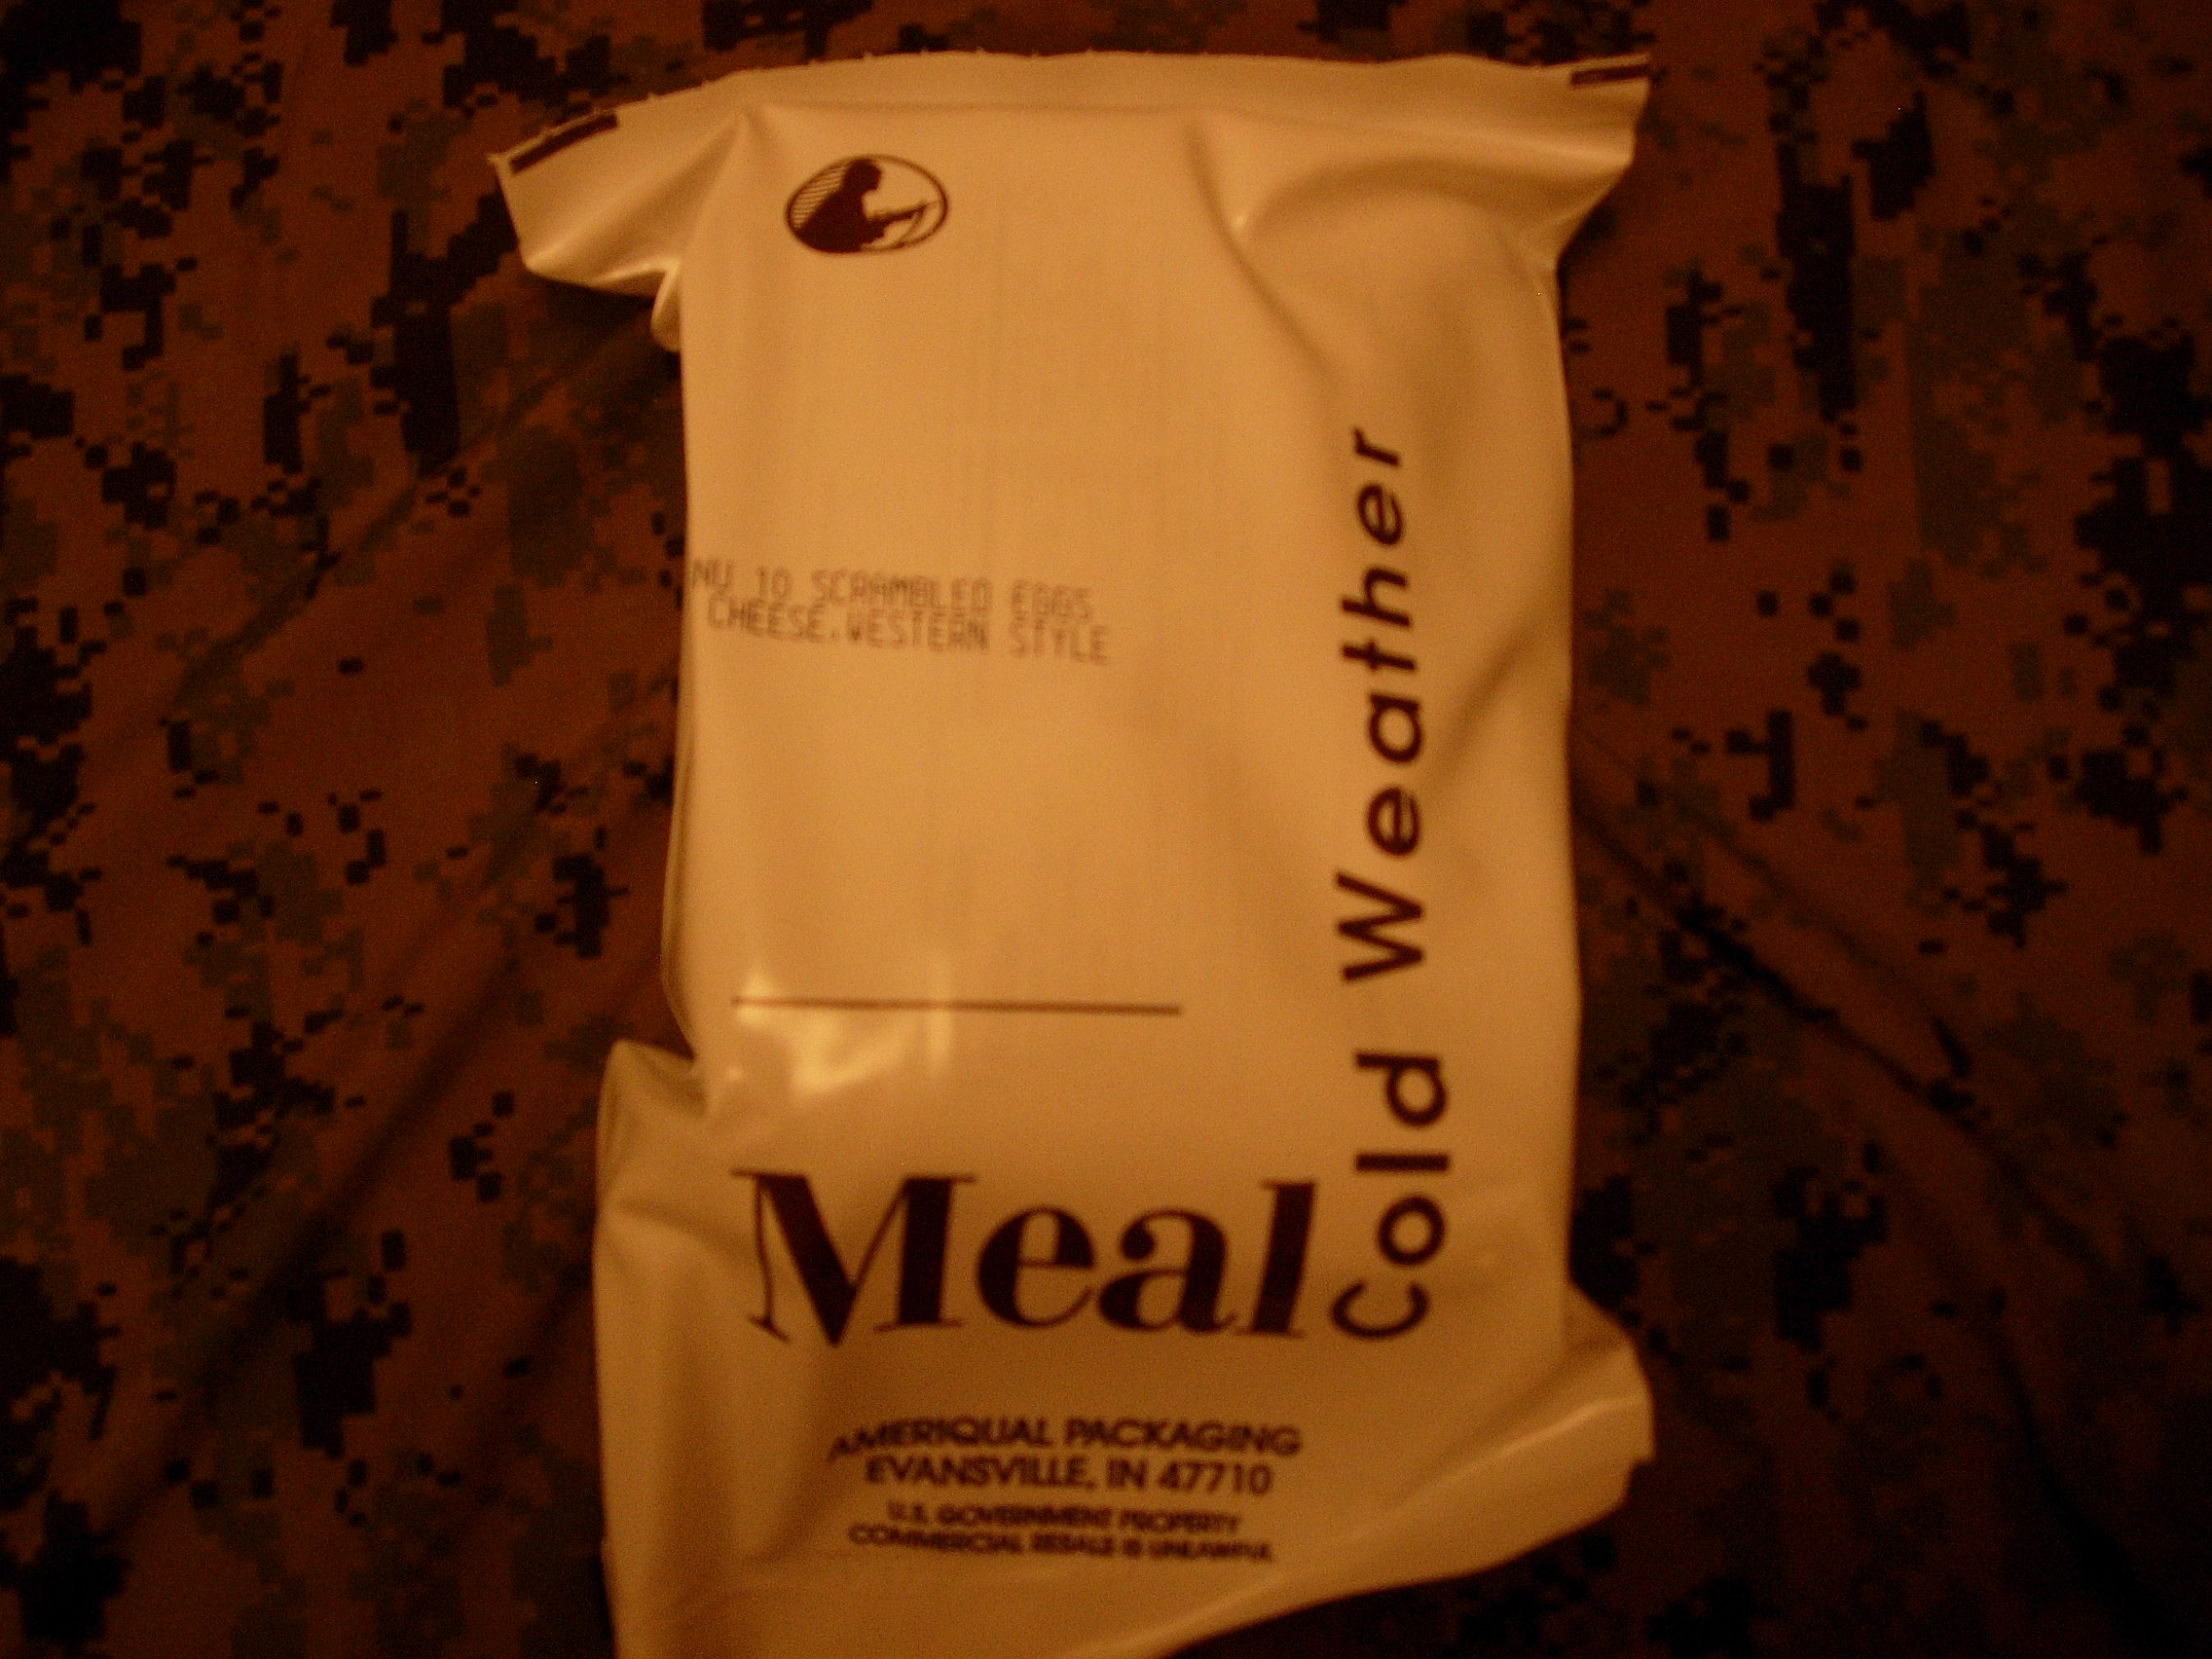 NU 10 SCRAMBLED EGGS
CHEESE,WESTERN STYLE
Cold Weather
Meal
AMERIQUAL PACKAGING
EVANSVILLE, IN 47710
U.S. GOVERNMENT PROPERTY
COMMERCIAL RESALE IS UNLAWFUL